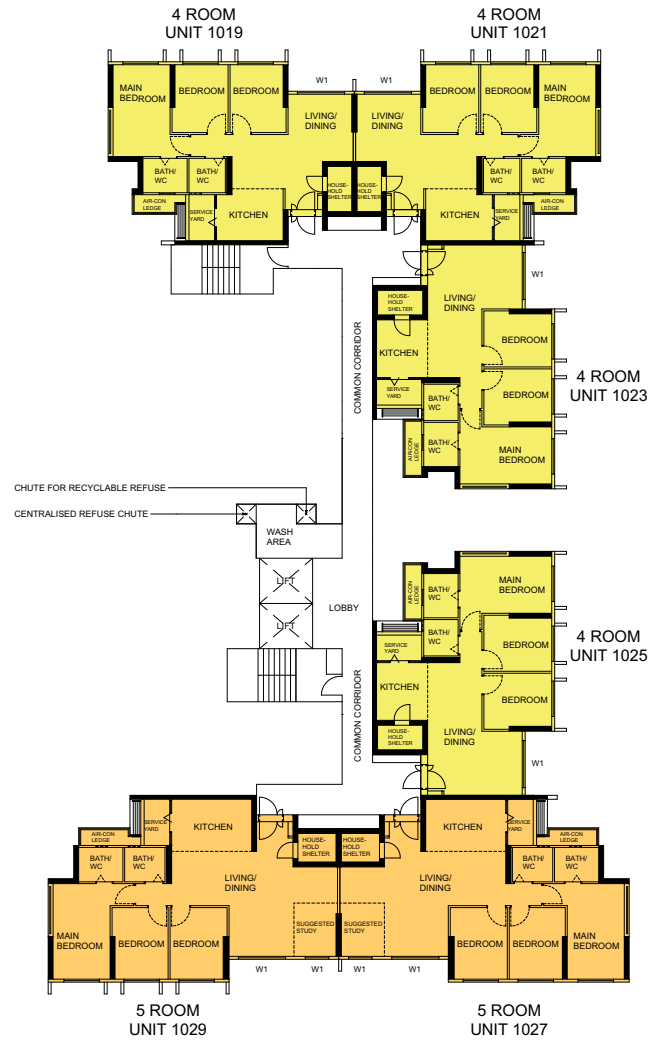 4 ROOM
UNIT 1019
4 ROOM
UNIT 1021
W1
W1
MAIN
BEDROOM
BEDROOM
BEDROOM
LIVING/
DINING
LIVING/
DINING
BEDROOM
BEDROOM
MAIN
BEDROOM
BATH/
WC
BATH/
WC
HOUSE-
HOLD
SHELTER
HOUSE-
HOLD
SHELTER
BATH/
WC
BATH/
WC
AIR-CON
LEDGE
SERVICE
YARD
KITCHEN
KITCHEN
SERVICE
YARD
AIR-CON
LEDGE
W1
HOUSE-
HOLD
SHELTER
LIVING/
DINING
COMMON CORRIDOR
KITCHEN
BEDROOM
SERVICE
YARD
BATH/
WC
BEDROOM
4 ROOM
UNIT 1023
AIR-CON
LEDGE
BATH/
WC
MAIN
BEDROOM
CHUTE FOR RECYCLABLE REFUSE
CENTRALISED REFUSE CHUTE
WASH
AREA
LIFT
LOBBY
LIFT
AIR-CON
LEDGE
BATH/
WC
MAIN
BEDROOM
BATH/
WC
SERVICE
YARD
BEDROOM
4 ROOM
UNIT 1025
KITCHEN
BEDROOM
COMMON CORRIDOR
HOUSE-
HOLD
SHELTER
LIVING/
DINING
W1
AIR-CON
LEDGE
SERVICE
YARD
KITCHEN
HOUSE-
HOLD
SHELTER
HOUSE-
HOLD
SHELTER
KITCHEN
SERVICE
YARD
AIR-CON
LEDGE
BATH/
WC
BATH/
WC
LIVING/
DINING
LIVING/
DINING
BATH/
WC
BATH/
WC
MAIN
BEDROOM
BEDROOM
BEDROOM
SUGGESTED
STUDY
SUGGESTED
STUDY
BEDROOM
BEDROOM
MAIN
BEDROOM
W1
W1
W1
W1
5 ROOM
UNIT 1029
5 ROOM
UNIT 1027